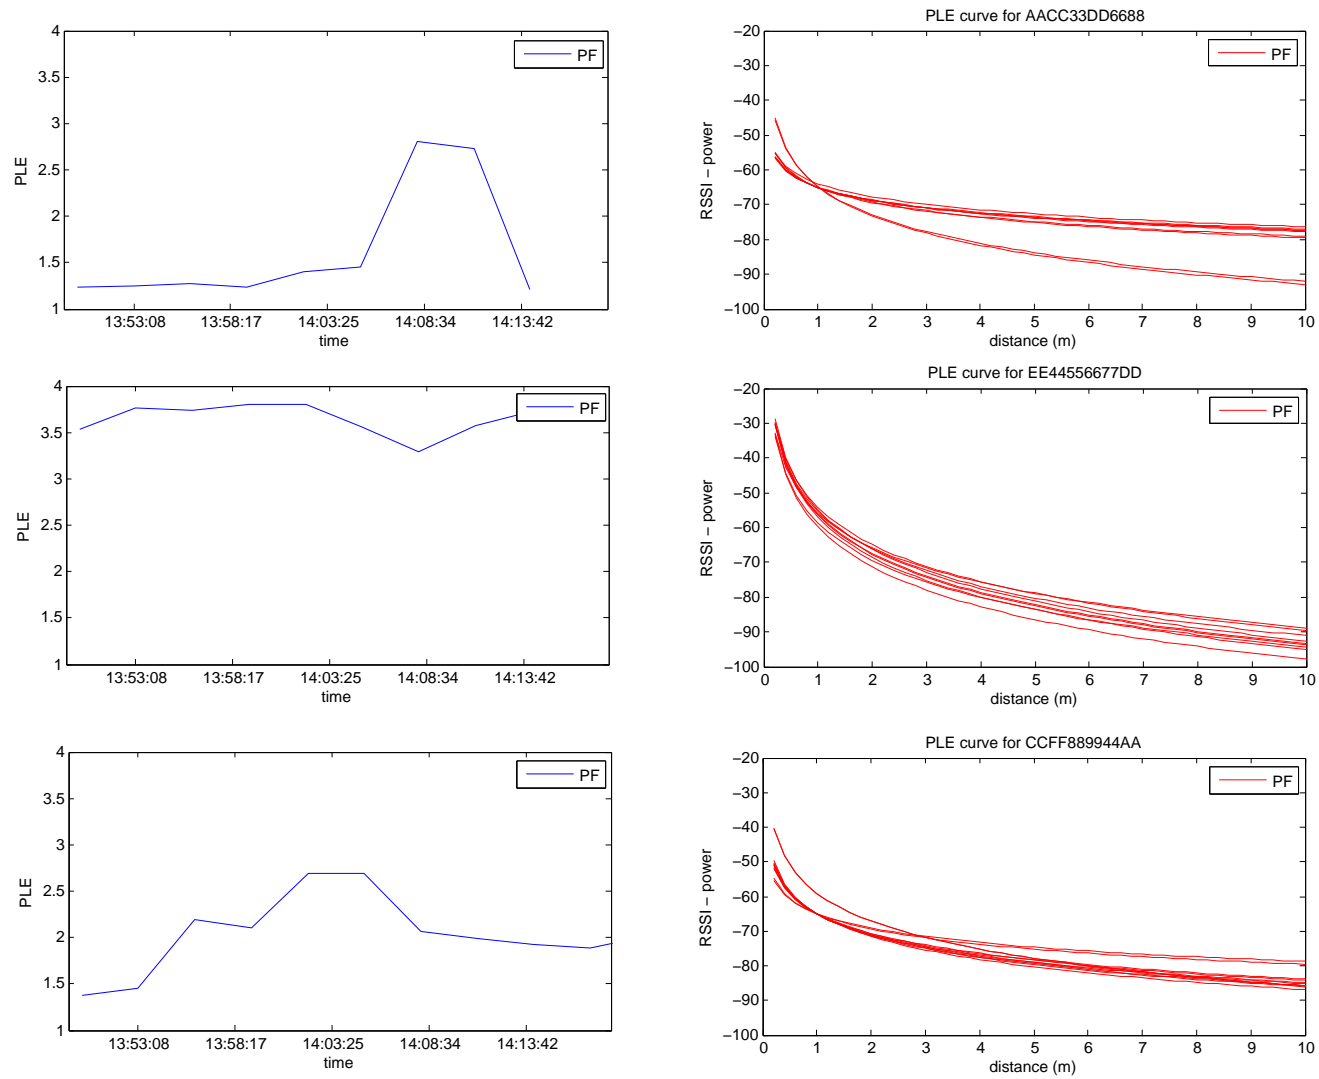 PLE curve for AACC33DD6688
4
3.5
3
2.5
2
1.5
1
PLE
PF
13:53:08 13:58:17 14:03:25 14:08:34 14:13:42
time
−20
−30
−40
−50
−60
−70
−80
−90
−100
RSSI − power
PF
0 1 2 3 4 5 6 7 8 9 10
distance (m)
PLE curve for EE44556677DD
4
3.5
3
2.5
2
1.5
1
PLE
PF
13:53:08 13:58:17 14:03:25 14:08:34 14:13:42
time
−20
−30
−40
−50
−60
−70
−80
−90
−100
RSSI − power
PF
0 1 2 3 4 5 6 7 8 9 10
distance (m)
PLE curve for CCFF889944AA
4
3.5
3
2.5
2
1.5
1
PLE
PF
13:53:08 13:58:17 14:03:25 14:08:34 14:13:42
time
−20
−30
−40
−50
−60
−70
−80
−90
−100
RSSI − power
PF
0 1 2 3 4 5 6 7 8 9 10
distance (m)